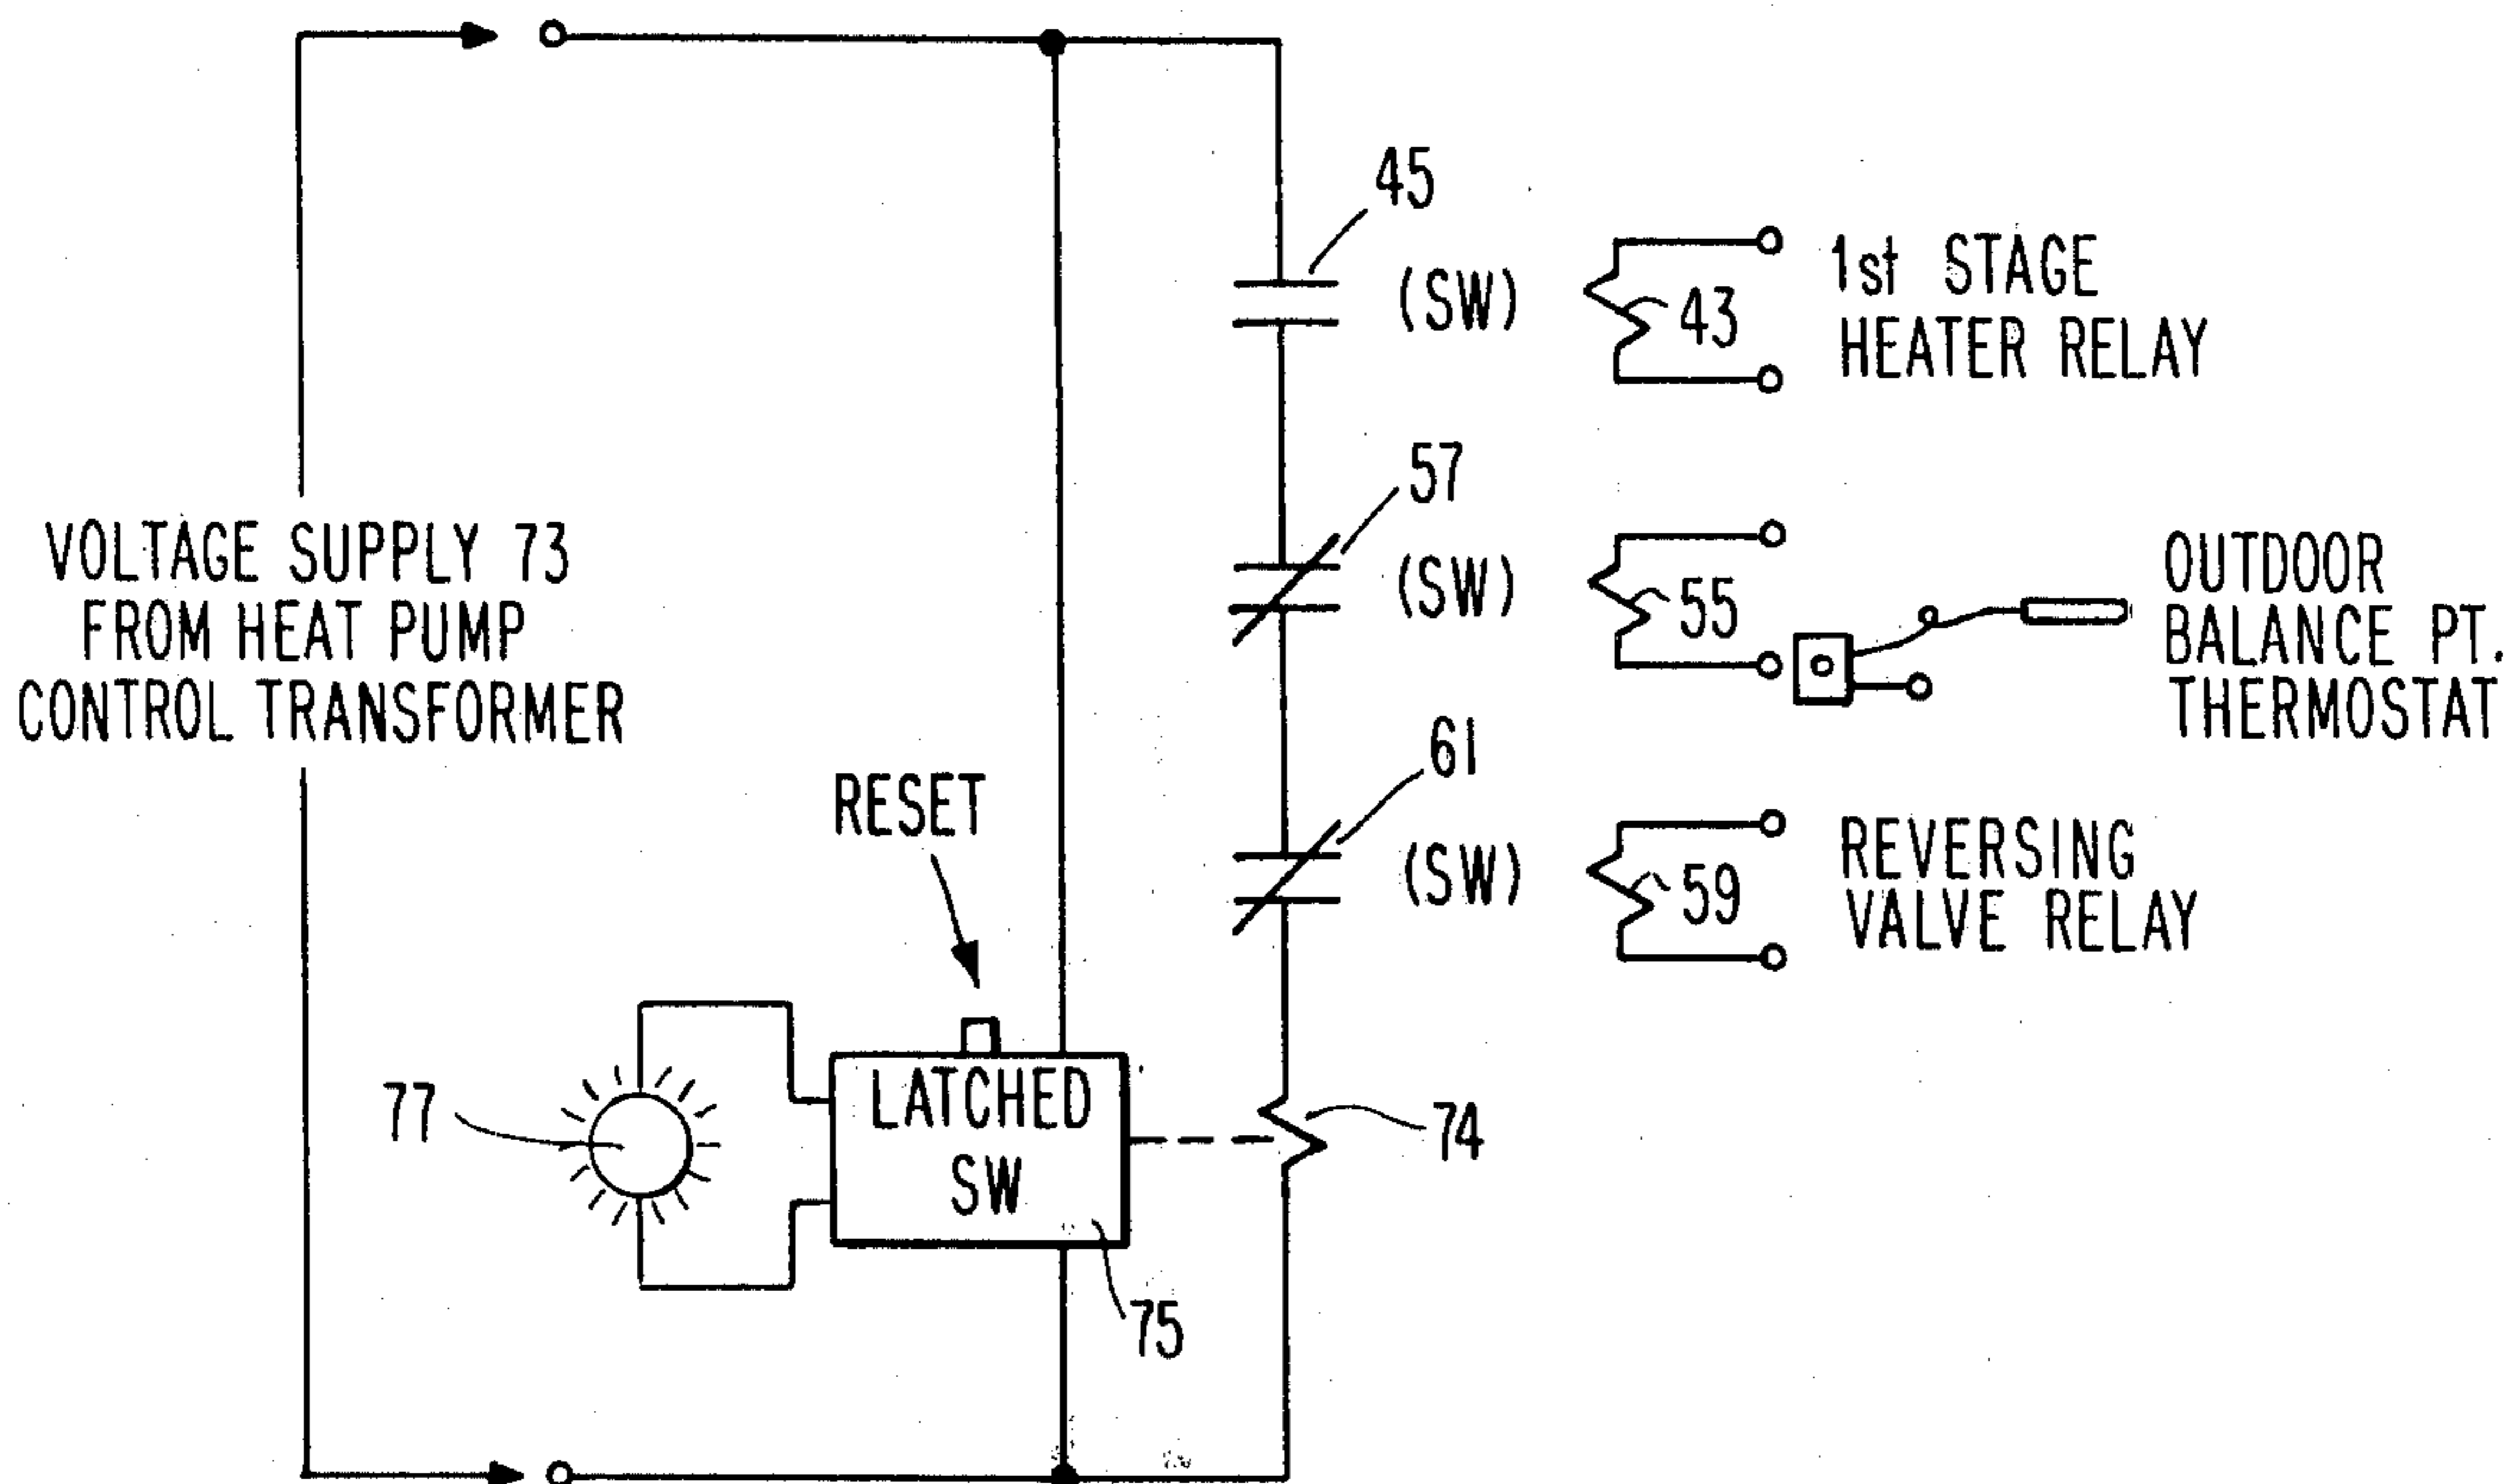 45
(SW)
43
1st STAGE
HEATER RELAY
57
(SW)
55
OUTDOOR
BALANCE PT.
THERMOSTAT
VOLTAGE SUPPLY 73
FROM HEAT PUMP
CONTROL TRANSFORMER
61
(SW)
59
REVERSING
VALVE RELAY
RESET
77
LATCHED
SW
74
75